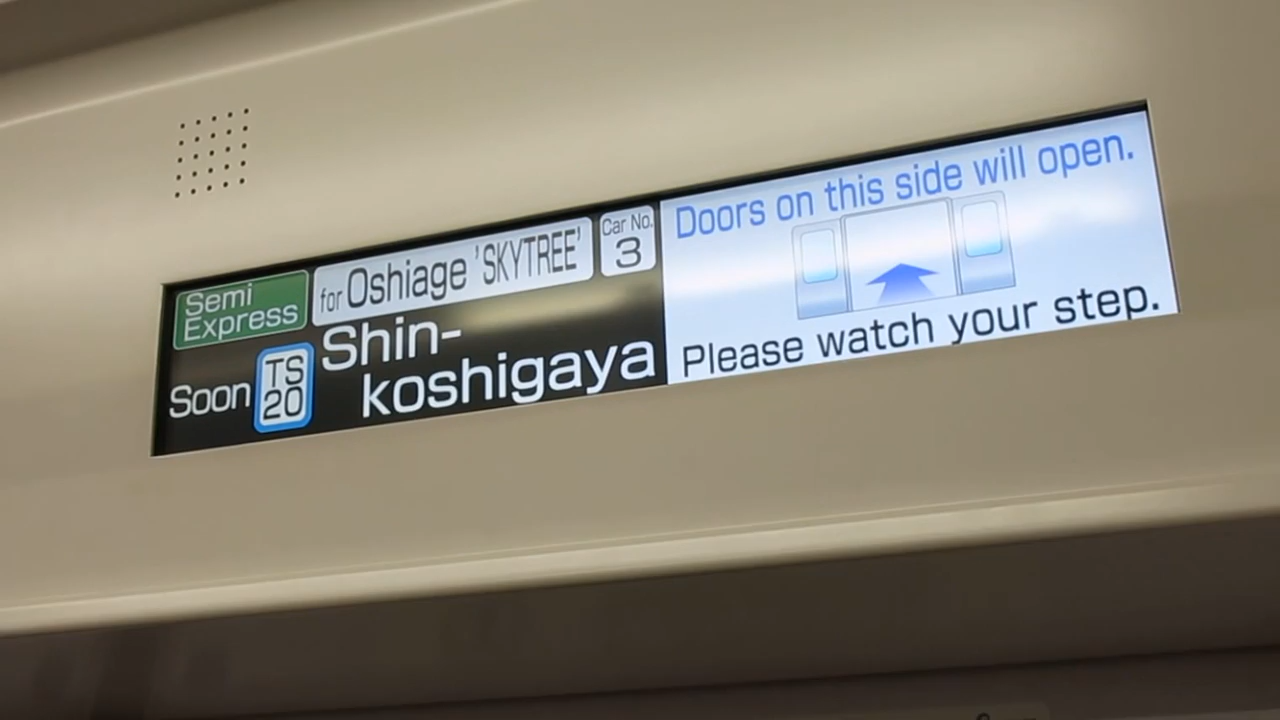 Semi
Express
for Oshiage 'SKYTREE'
Car No.
3
Soon
TS
20
Shin-
koshigaya
Doors on this side will open.
Please watch your step.